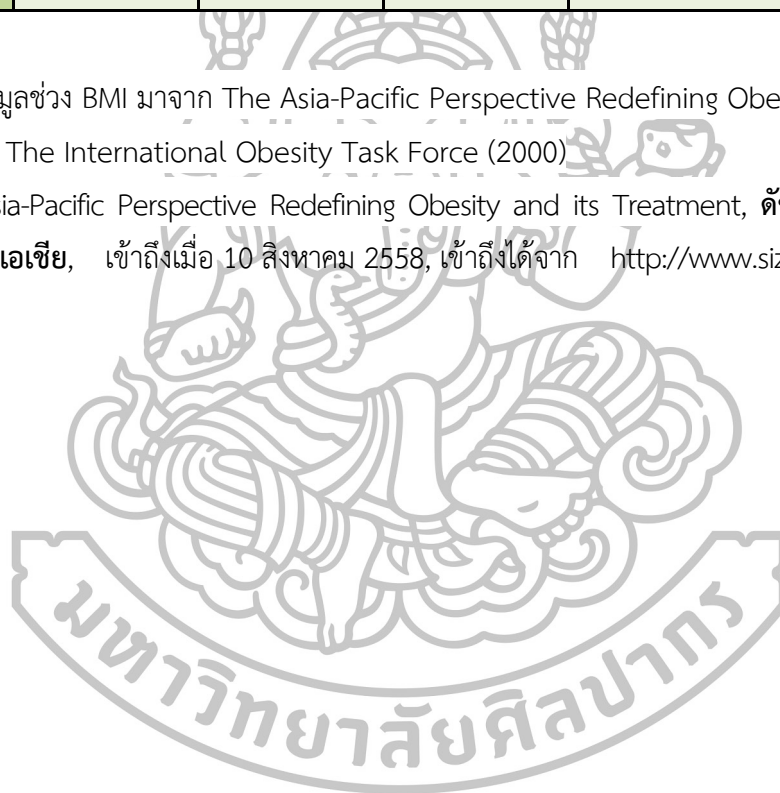 มูลช่วง BMI มาจาก The Asia-Pacific Perspective Redefining Obe
The International Obesity Task Force (2000)
sia-Pacific Perspective Redefining Obesity and its Treatment, ดัช
เอเชีย, เข้าถึงเมื่อ 10 สิงหาคม 2558, เข้าถึงได้จาก http://www.siz
มหาวิทยาลัยศิลปากร